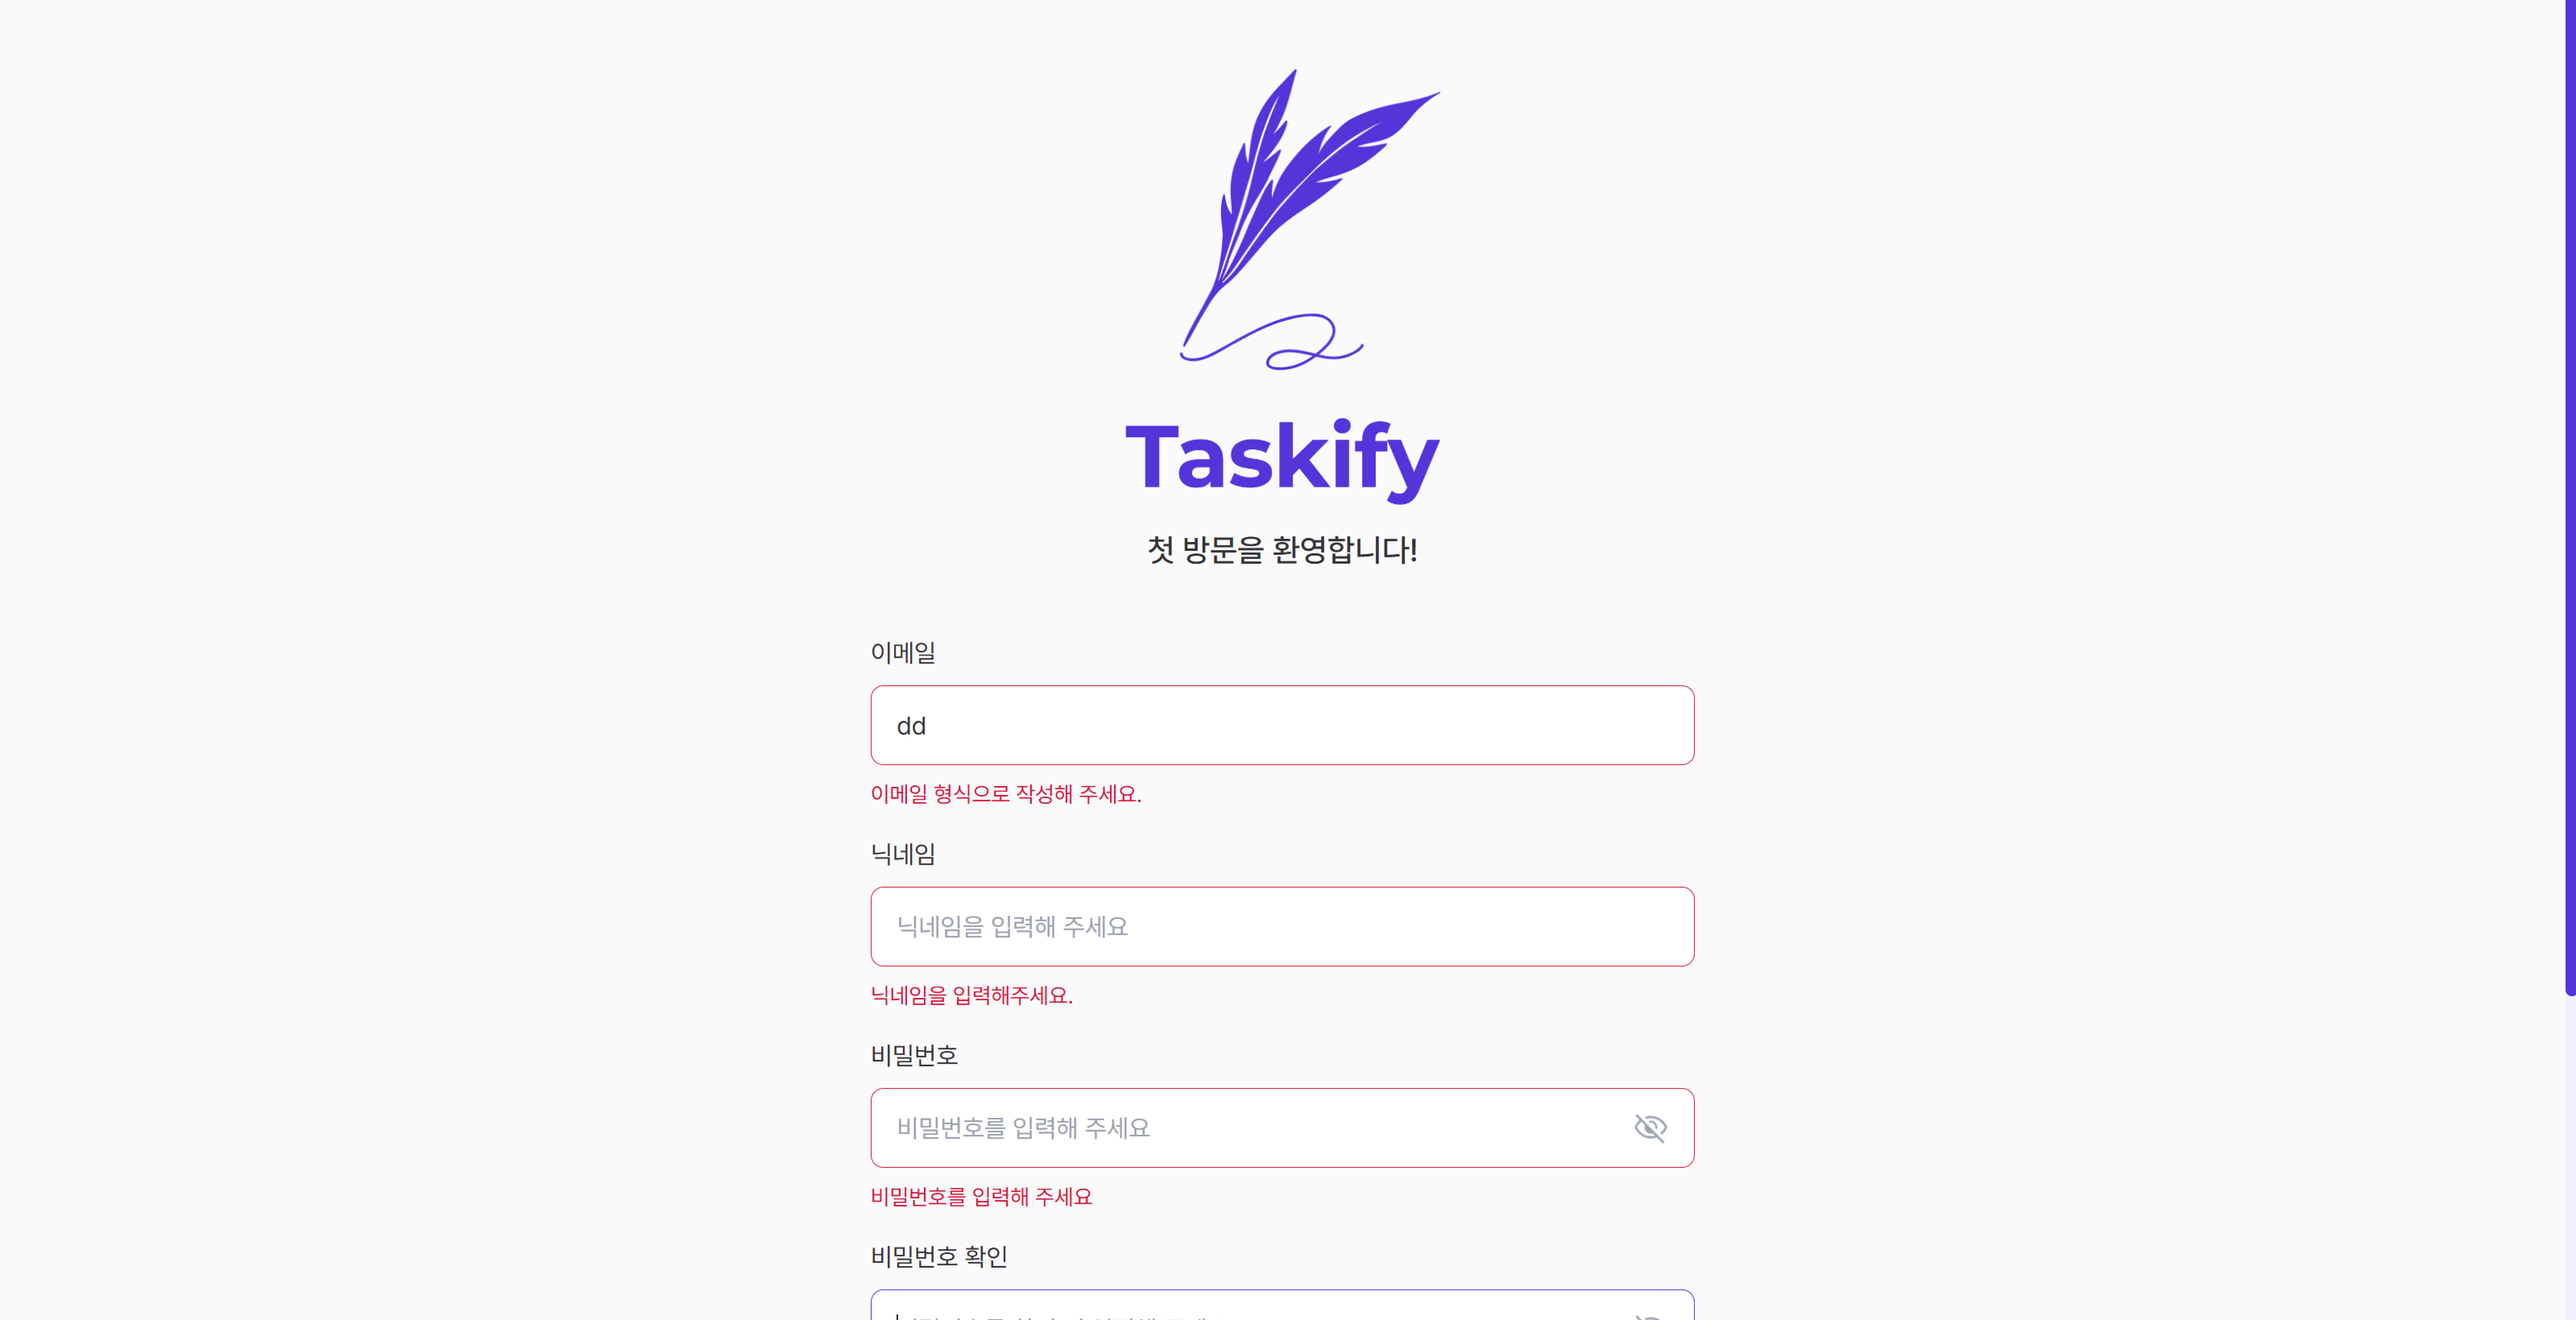 Taskify
첫 방문을 환영합니다!
이메일
dd
이메일 형식으로 작성해 주세요.
닉네임
닉네임을 입력해 주세요
닉네임을 입력해주세요.
비밀번호
비밀번호를 입력해 주세요
비밀번호를 입력해 주세요
비밀번호 확인